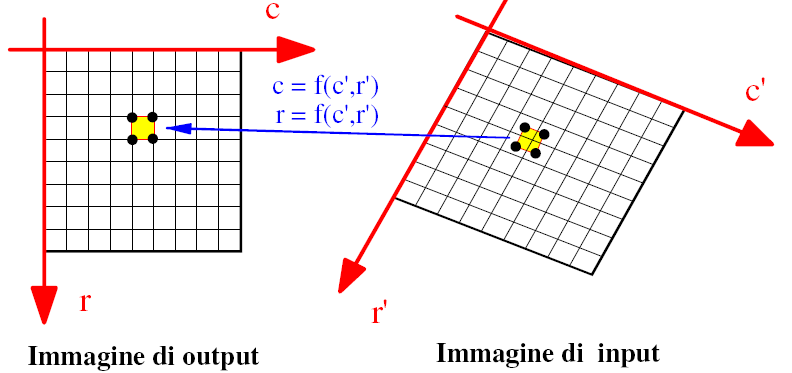 c
c = f(c',r')
r = f(c',r')
c'
r
r'
Immagine di output
Immagine di input